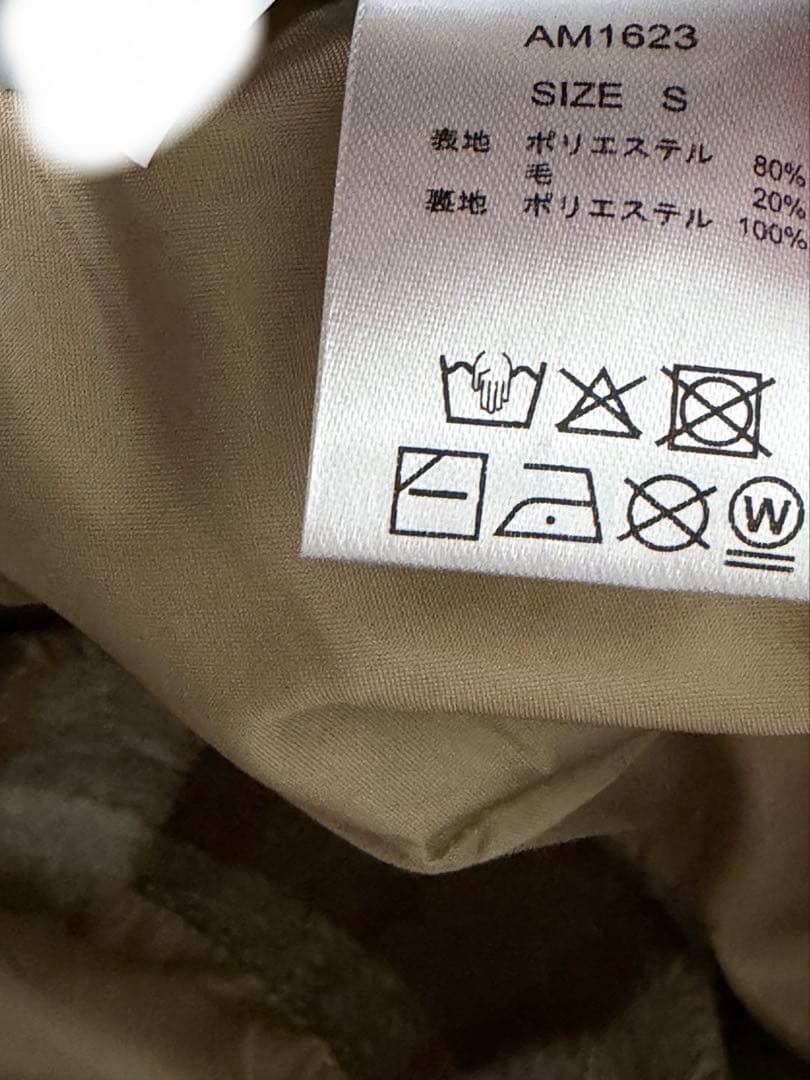 AM1623
SIZE S
表地 ポリエステル 80%
毛 20%
裏地 ポリエステル 100%
W